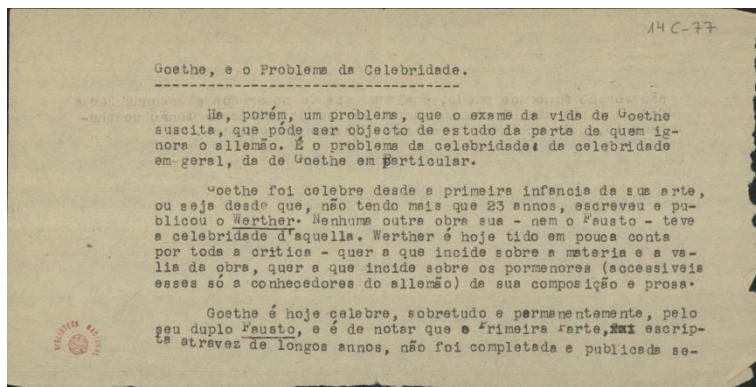 14 C-77
Goethe, e o Problema da Celebridade.
Ha, porém, um problema, que o exame da vida de Goethe
suscita, que póde ser objecto de estudo da parte de quem ig-
nora o allemão. É o problema da celebridade: da celebridade
em geral, da de Goethe em particular.
Goethe foi celebre desde a primeira infancia da sua arte,
ou seja desde que, não tendo mais que 23 annos, escreveu e pu-
blicou o Werther. Nenhuma outra obra sua - nem o Fausto - teve
a celebridade d'aquella. Werther é hoje tido em pouca conta
por toda a critica - quer a que incide sobre a materia e a va-
lia da obra, quer a que incide sobre os pormenores (accessiveis
esses só a conhecedores do allemão) da sua composição e prosa.
Goethe é hoje celebre, sobretudo e permanentemente, pelo
seu duplo Fausto, e é de notar que a Primeira Parte, escrip-
ta atravez de longos annos, não foi completada e publicada se-
BIBLIOTECA NACIONAL